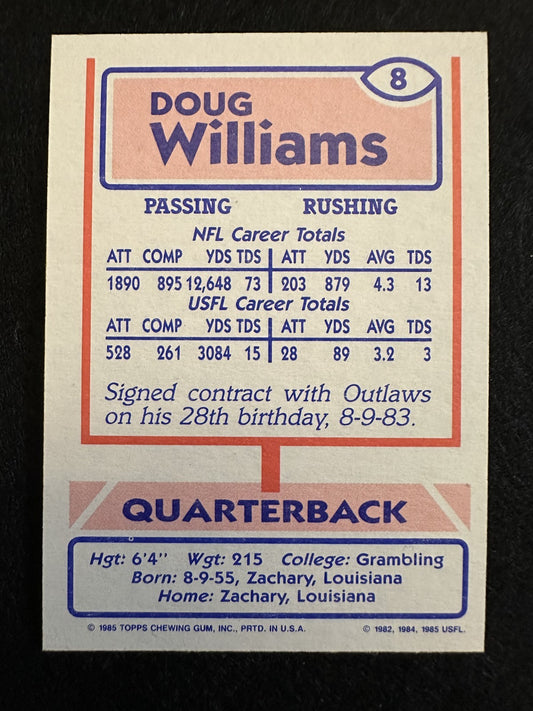 8
DOUG
Williams
PASSING RUSHING
NFL Career Totals
ATT COMP YDS TDS ATT YDS AVG TDS
1890 895 12,648 73 203 879 4.3 13
USFL Career Totals
ATT COMP YDS TDS ATT YDS AVG TDS
528 261 3084 15 28 89 3.2 3
Signed contract with Outlaws
on his 28th birthday, 8-9-83.
QUARTERBACK
Hgt: 6'4" Wgt: 215 College: Grambling
Born: 8-9-55, Zachary, Louisiana
Home: Zachary, Louisiana
© 1985 TOPPS CHEWING GUM, INC., PRTD. IN U.S.A. © 1982, 1984, 1985 USFL.